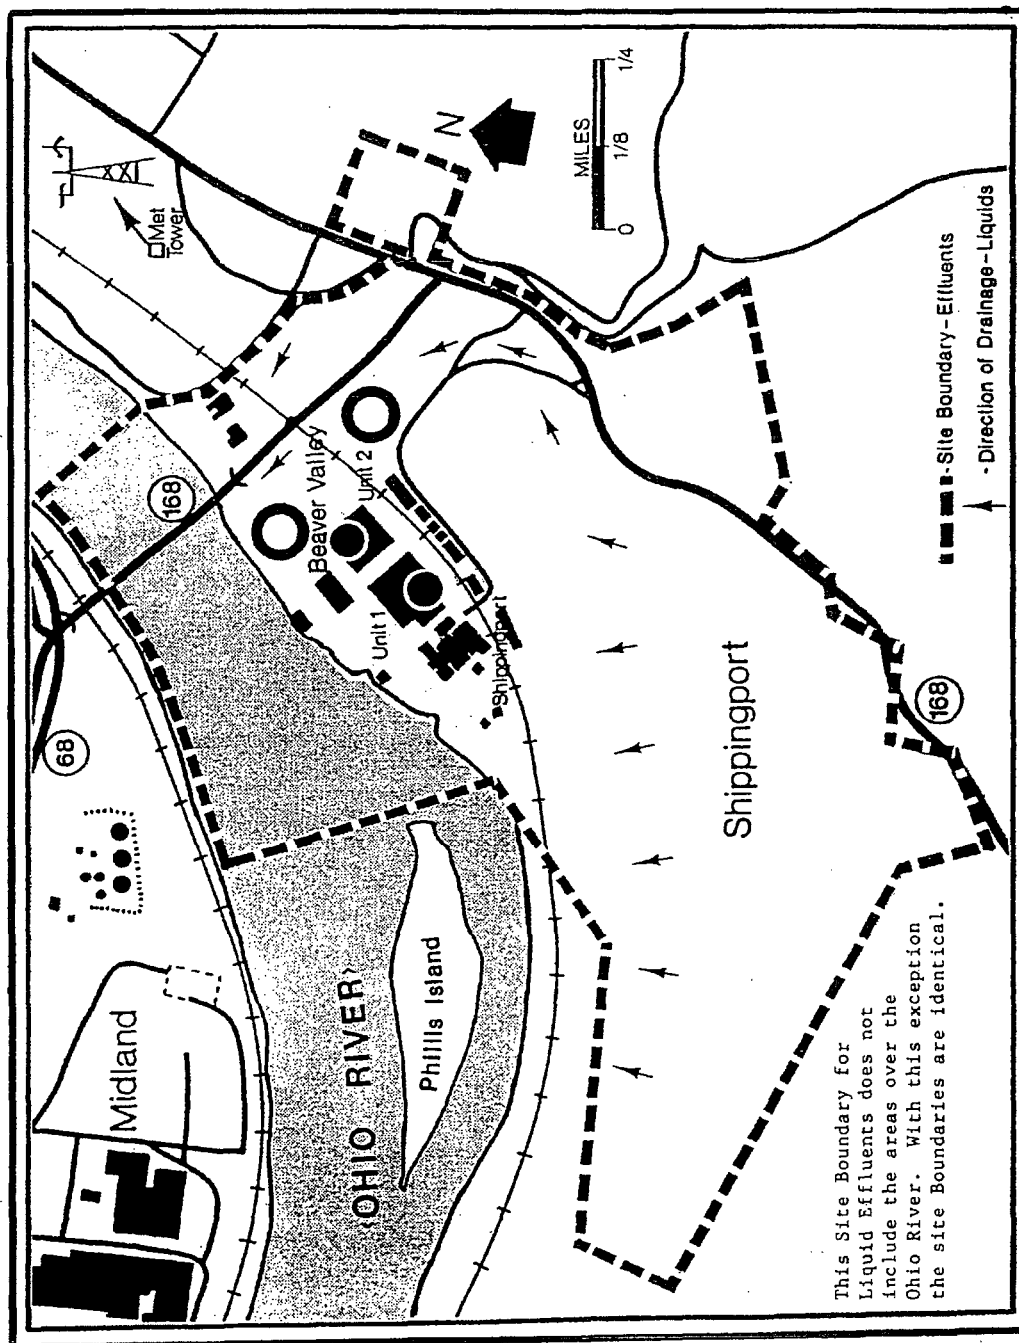 Met
Tower
N
MILES
0
1/8
1/4
168
Beaver Valley
Unit 2
Unit 1
Shippingport
68
Midland
‹OHIO RIVER›
Phillis Island
Shippingport
168
- Site Boundary - Effluents
- Direction of Drainage - Liquids
This Site Boundary for
Liquid Effluents does not
include the areas over the
Ohio River. With this exception
the site Boundaries are identical.